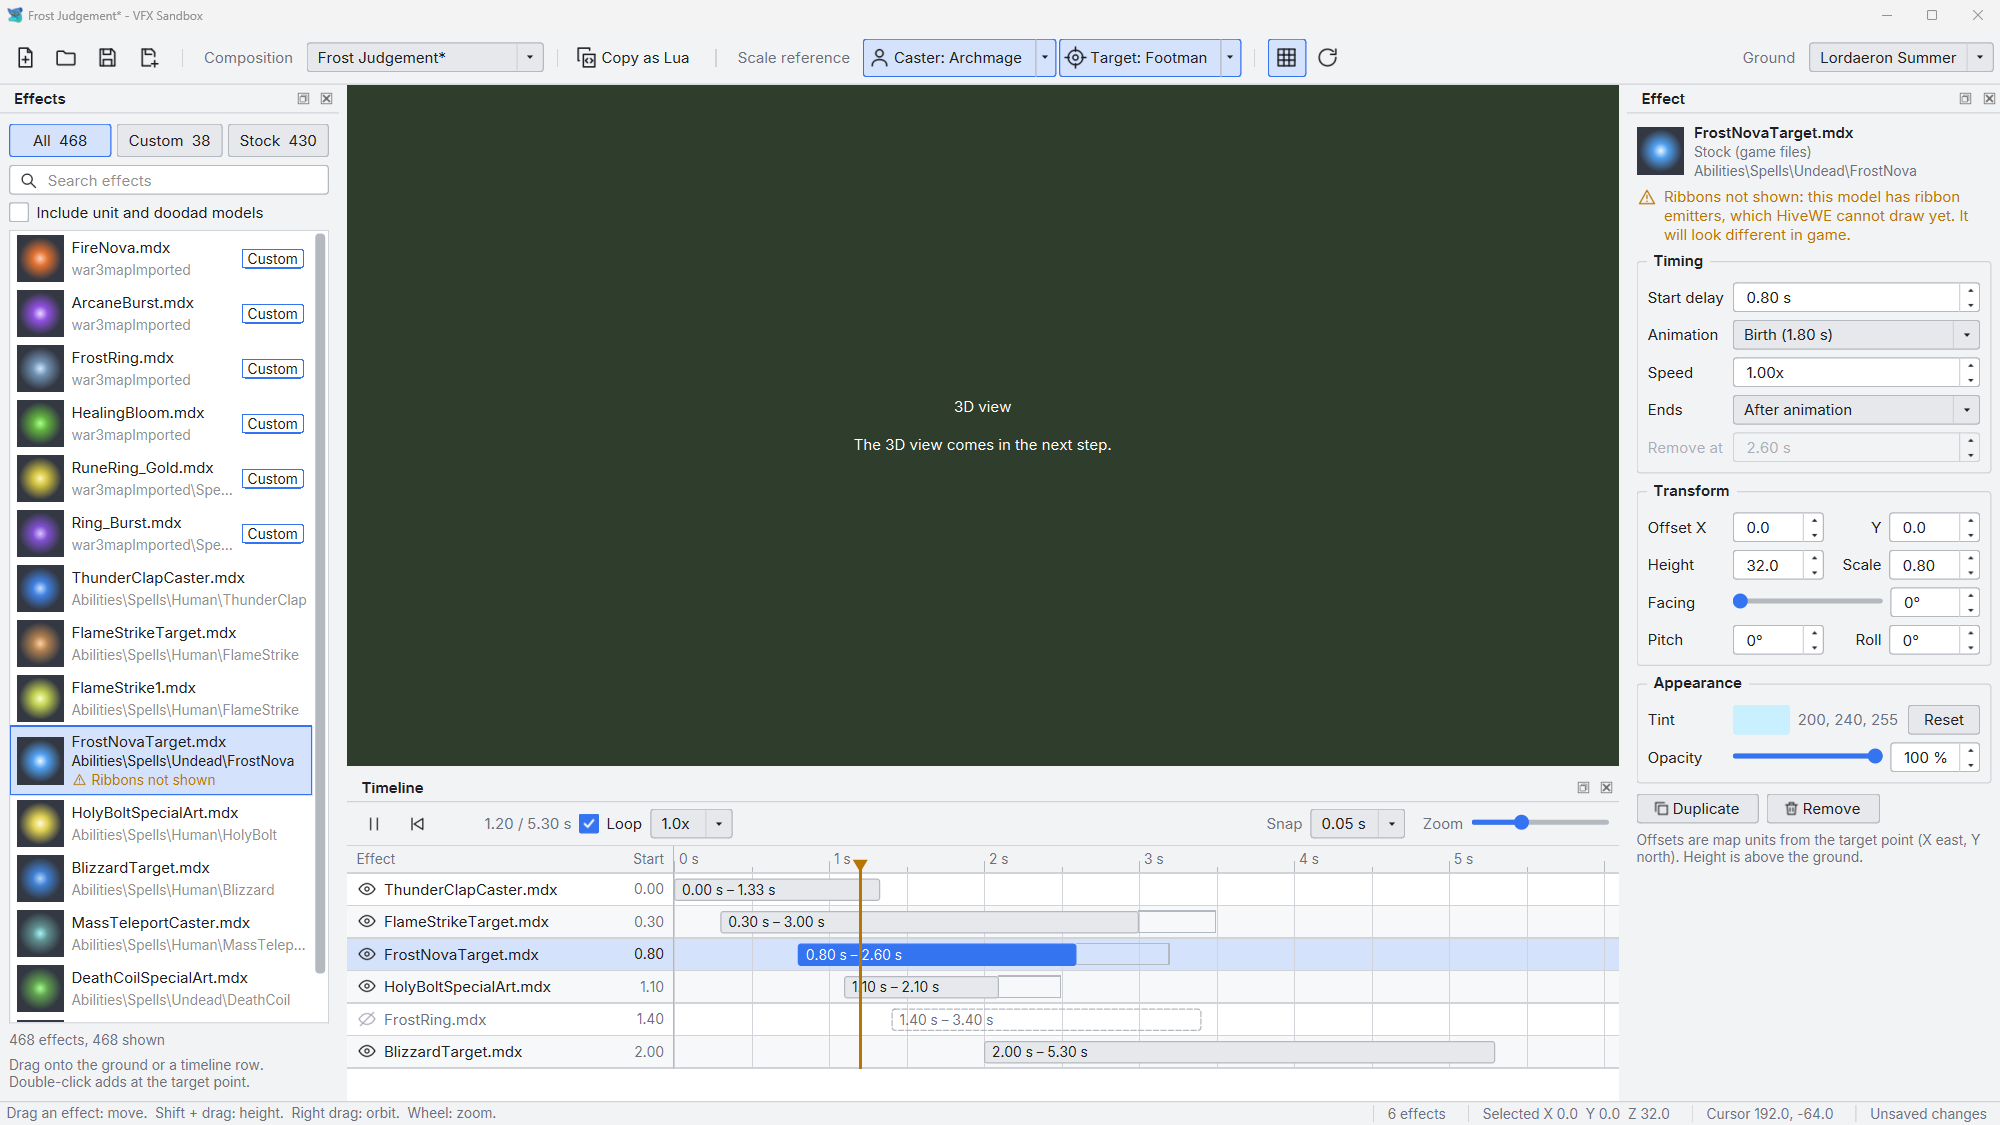 Frost Judgement* - VFX Sandbox
Composition
Frost Judgement*
Copy as Lua
Scale reference
Caster: Archmage
Target: Footman
Ground
Lordaeron Summer
Effects
All 468
Custom 38
Stock 430
Search effects
Include unit and doodad models
FireNova.mdx
war3mapImported
Custom
ArcaneBurst.mdx
war3mapImported
Custom
FrostRing.mdx
war3mapImported
Custom
HealingBloom.mdx
war3mapImported
Custom
RuneRing_Gold.mdx
war3mapImported\Spe...
Custom
Ring_Burst.mdx
war3mapImported\Spe...
Custom
ThunderClapCaster.mdx
Abilities\Spells\Human\ThunderClap
FlameStrikeTarget.mdx
Abilities\Spells\Human\FlameStrike
FlameStrike1.mdx
Abilities\Spells\Human\FlameStrike
FrostNovaTarget.mdx
Abilities\Spells\Undead\FrostNova
Ribbons not shown
HolyBoltSpecialArt.mdx
Abilities\Spells\Human\HolyBolt
BlizzardTarget.mdx
Abilities\Spells\Human\Blizzard
MassTeleportCaster.mdx
Abilities\Spells\Human\MassTelep...
DeathCoilSpecialArt.mdx
Abilities\Spells\Undead\DeathCoil
468 effects, 468 shown
Drag onto the ground or a timeline row.
Double-click adds at the target point.
3D view
The 3D view comes in the next step.
Timeline
1.20 / 5.30 s
Loop
1.0x
Snap
0.05 s
Zoom
Effect
Start
0 s
1 s
2 s
3 s
4 s
5 s
ThunderClapCaster.mdx
0.00
0.00 s – 1.33 s
FlameStrikeTarget.mdx
0.30
0.30 s – 3.00 s
FrostNovaTarget.mdx
0.80
0.80 s – 2.60 s
HolyBoltSpecialArt.mdx
1.10
1.10 s – 2.10 s
FrostRing.mdx
1.40
1.40 s – 3.40 s
BlizzardTarget.mdx
2.00
2.00 s – 5.30 s
Effect
FrostNovaTarget.mdx
Stock (game files)
Abilities\Spells\Undead\FrostNova
Ribbons not shown: this model has ribbon
emitters, which HiveWE cannot draw yet. It
will look different in game.
Timing
Start delay
0.80 s
Animation
Birth (1.80 s)
Speed
1.00x
Ends
After animation
Remove at
2.60 s
Transform
Offset X
0.0
Y
0.0
Height
32.0
Scale
0.80
Facing
0°
Pitch
0°
Roll
0°
Appearance
Tint
200, 240, 255
Reset
Opacity
100 %
Duplicate
Remove
Offsets are map units from the target point (X east, Y
north). Height is above the ground.
Drag an effect: move. Shift + drag: height. Right drag: orbit. Wheel: zoom.
6 effects
Selected X 0.0 Y 0.0 Z 32.0
Cursor 192.0, -64.0
Unsaved changes